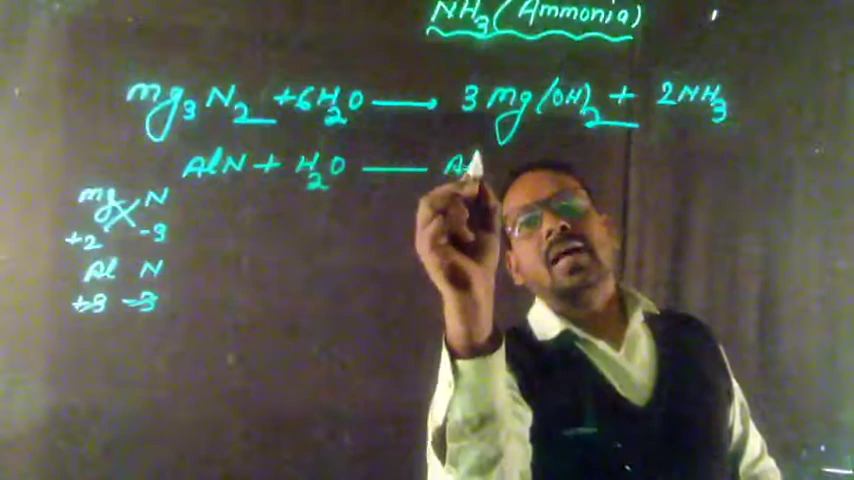 NH3 (Ammonia)
mg3N2 + 6H2O → 3mg(OH)2 + 2NH3
AlN + H2O — A
mg N
+2 -3
Al N
+3 -3